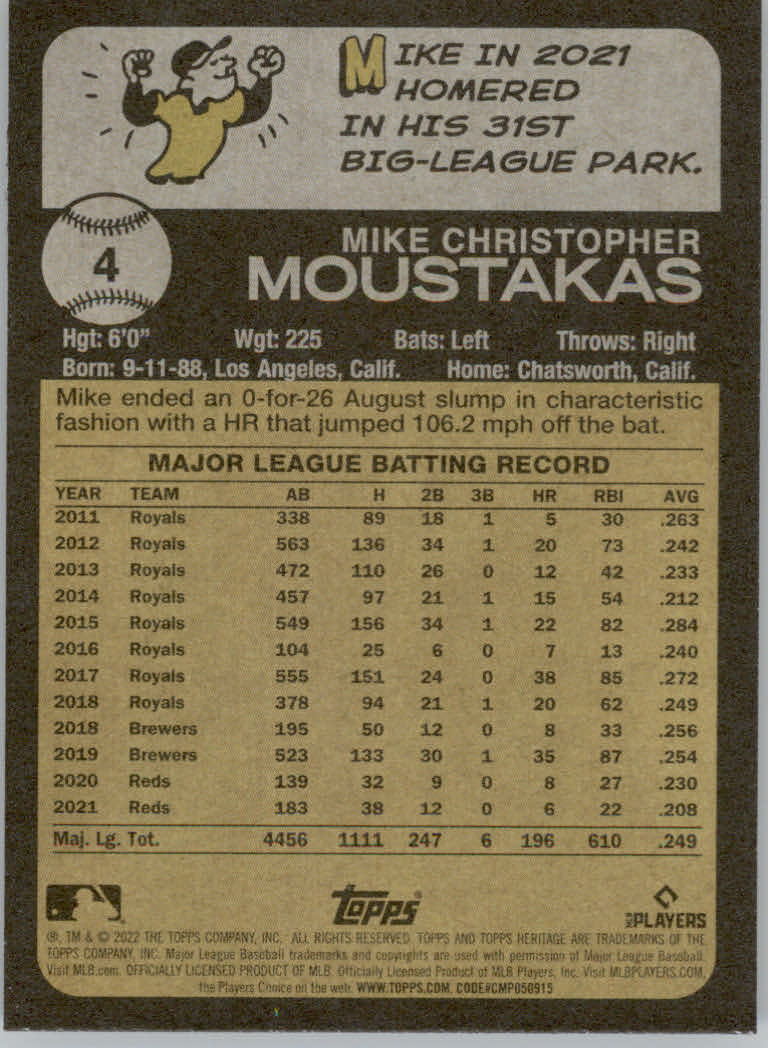 MIKE IN 2021
HOMERED
IN HIS 31ST
BIG-LEAGUE PARK.
4
MIKE CHRISTOPHER
MOUSTAKAS
Hgt: 6'0" Wgt: 225 Bats: Left Throws: Right
Born: 9-11-88, Los Angeles, Calif. Home: Chatsworth, Calif.
Mike ended an 0-for-26 August slump in characteristic
fashion with a HR that jumped 106.2 mph off the bat.
MAJOR LEAGUE BATTING RECORD
YEAR TEAM AB H 2B 3B HR RBI AVG
2011 Royals 338 89 18 1 5 30 .263
2012 Royals 563 136 34 1 20 73 .242
2013 Royals 472 110 26 0 12 42 .233
2014 Royals 457 97 21 1 15 54 .212
2015 Royals 549 156 34 1 22 82 .284
2016 Royals 104 25 6 0 7 13 .240
2017 Royals 555 151 24 0 38 85 .272
2018 Royals 378 94 21 1 20 62 .249
2018 Brewers 195 50 12 0 8 33 .256
2019 Brewers 523 133 30 1 35 87 .254
2020 Reds 139 32 9 0 8 27 .230
2021 Reds 183 38 12 0 6 22 .208
Maj. Lg. Tot. 4456 1111 247 6 196 610 .249
Topps®
MLB PLAYERS
®, TM & © 2022 THE TOPPS COMPANY, INC. ALL RIGHTS RESERVED. TOPPS AND TOPPS HERITAGE ARE TRADEMARKS OF THE
TOPPS COMPANY, INC. Major League Baseball trademarks and copyrights are used with permission of Major League Baseball.
Visit MLB.com. OFFICIALLY LICENSED PRODUCT OF MLB. Officially Licensed Product of MLB Players, Inc. Visit MLBPLAYERS.COM,
the Players Choice on the web. WWW.TOPPS.COM. CODE#CMP050915